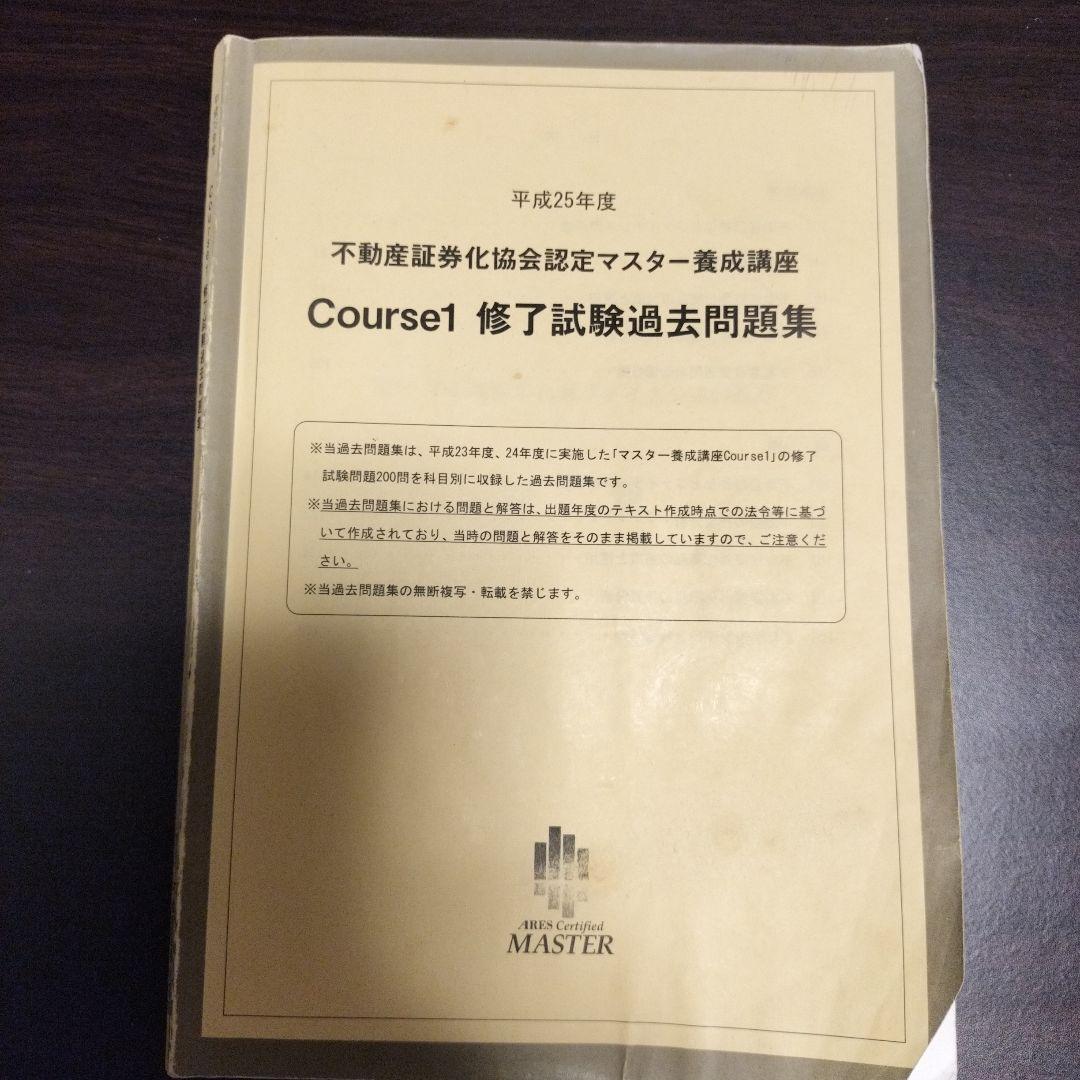 平成25年度
不動産証券化協会認定マスター養成講座
Course1 修了試験過去問題集
※当過去問題集は、平成23年度、24年度に実施した「マスター養成講座Course1」の修了
試験問題200問を科目別に収録した過去問題集です。
※当過去問題集における問題と解答は、出題年度のテキスト作成時点での法令等に基づ
いて作成されており、当時の問題と解答をそのまま掲載していますので、ご注意くだ
さい。
※当過去問題集の無断複写・転載を禁じます。
ARES Certified
MASTER